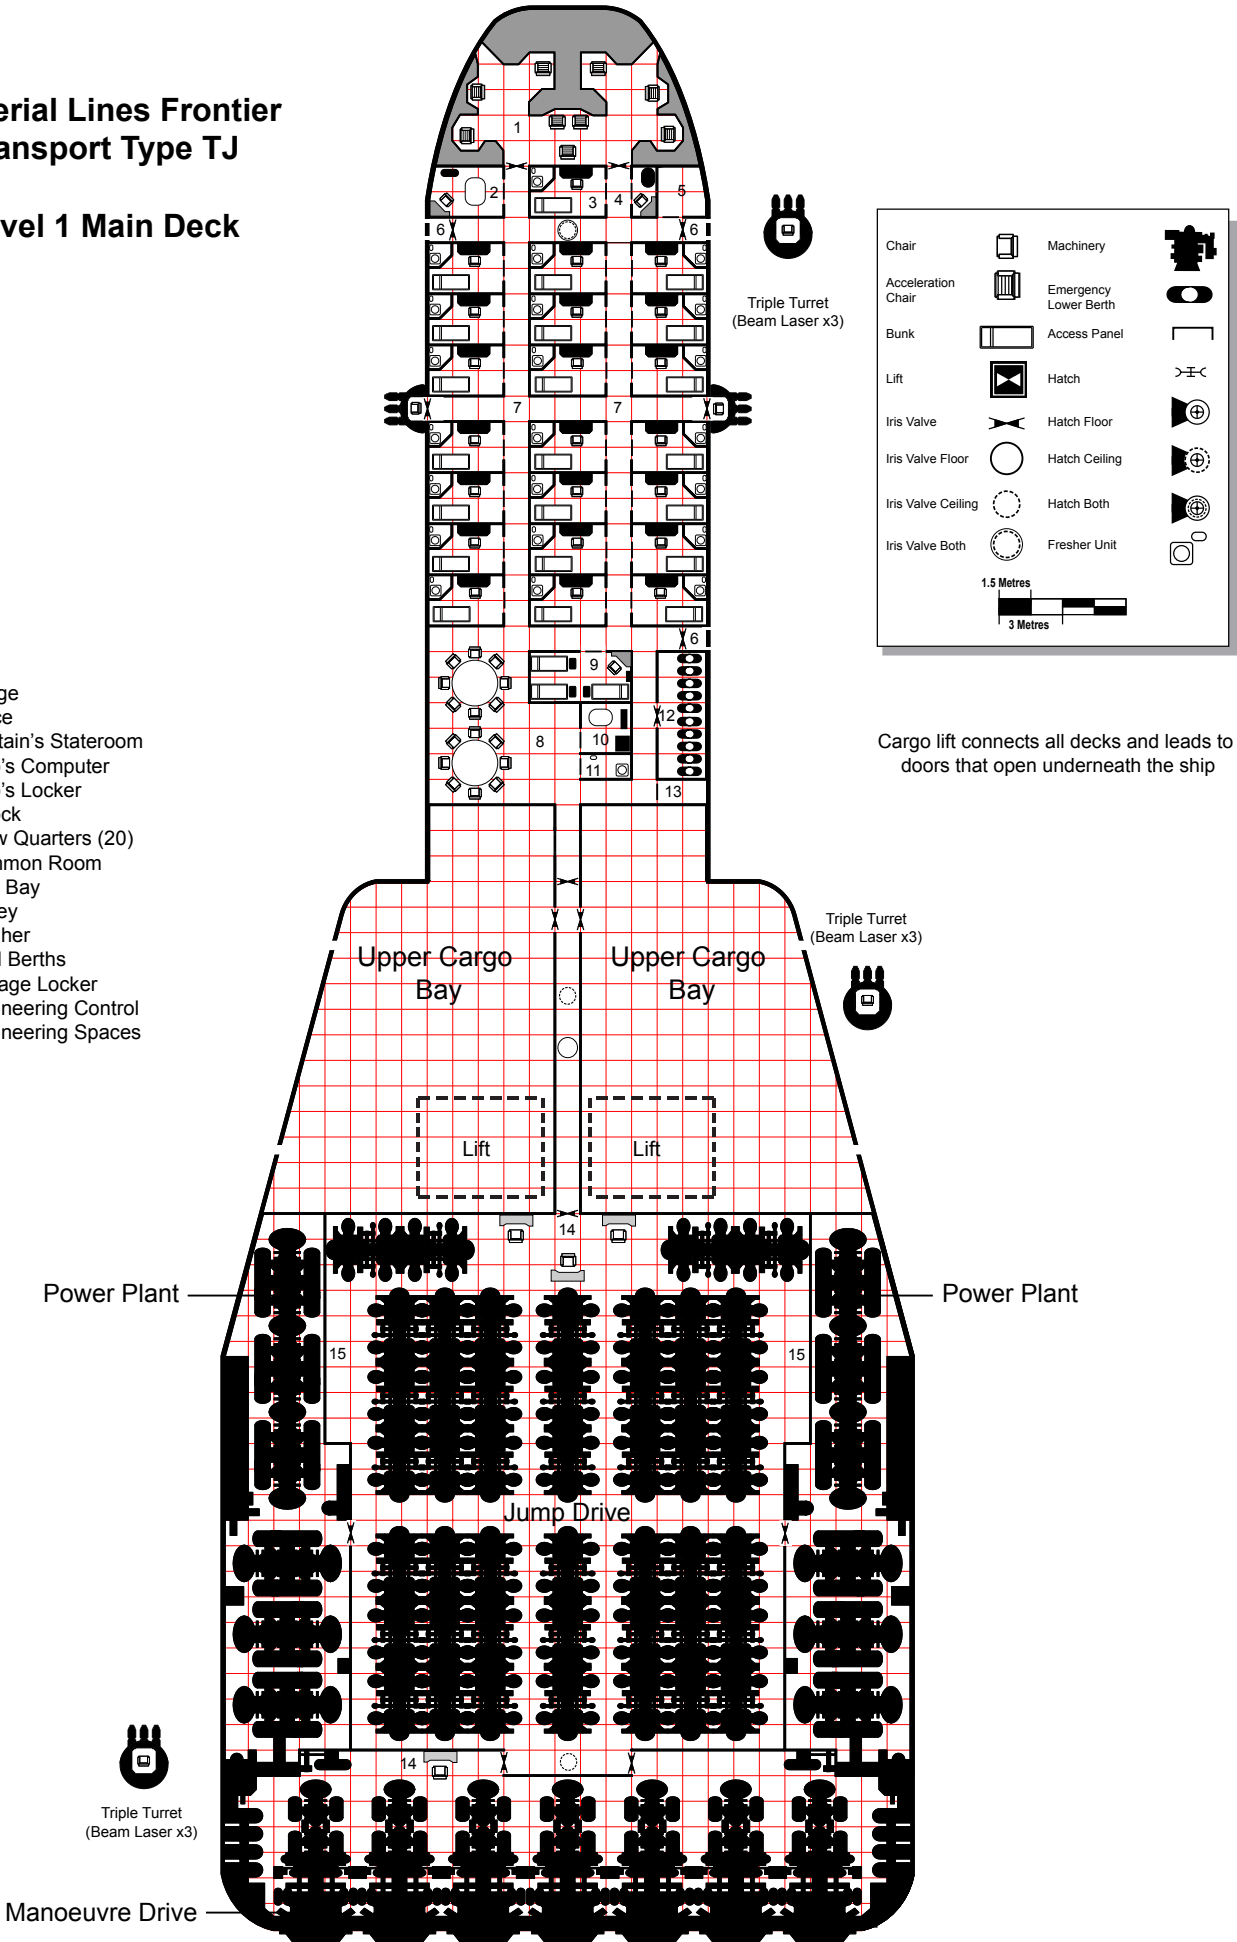 erial Lines Frontier
ansport Type TJ
vel 1 Main Deck
1
2
3
4
5
6
6
Triple Turret
(Beam Laser x3)
Chair
Machinery
Acceleration
Chair
Emergency
Lower Berth
Bunk
Access Panel
Lift
Hatch
Iris Valve
Hatch Floor
Iris Valve Floor
Hatch Ceiling
Iris Valve Ceiling
Hatch Both
Iris Valve Both
Fresher Unit
1.5 Metres
3 Metres
7
7
6
8
9
10
11
12
13
ge
ce
tain's Stateroom
o's Computer
o's Locker
ock
w Quarters (20)
nmon Room
l Bay
ey
sher
d Berths
age Locker
neering Control
neering Spaces
Cargo lift connects all decks and leads to
doors that open underneath the ship
Triple Turret
(Beam Laser x3)
Upper Cargo
Bay
Upper Cargo
Bay
Lift
Lift
14
Power Plant
Power Plant
15
15
Jump Drive
14
Triple Turret
(Beam Laser x3)
Manoeuvre Drive